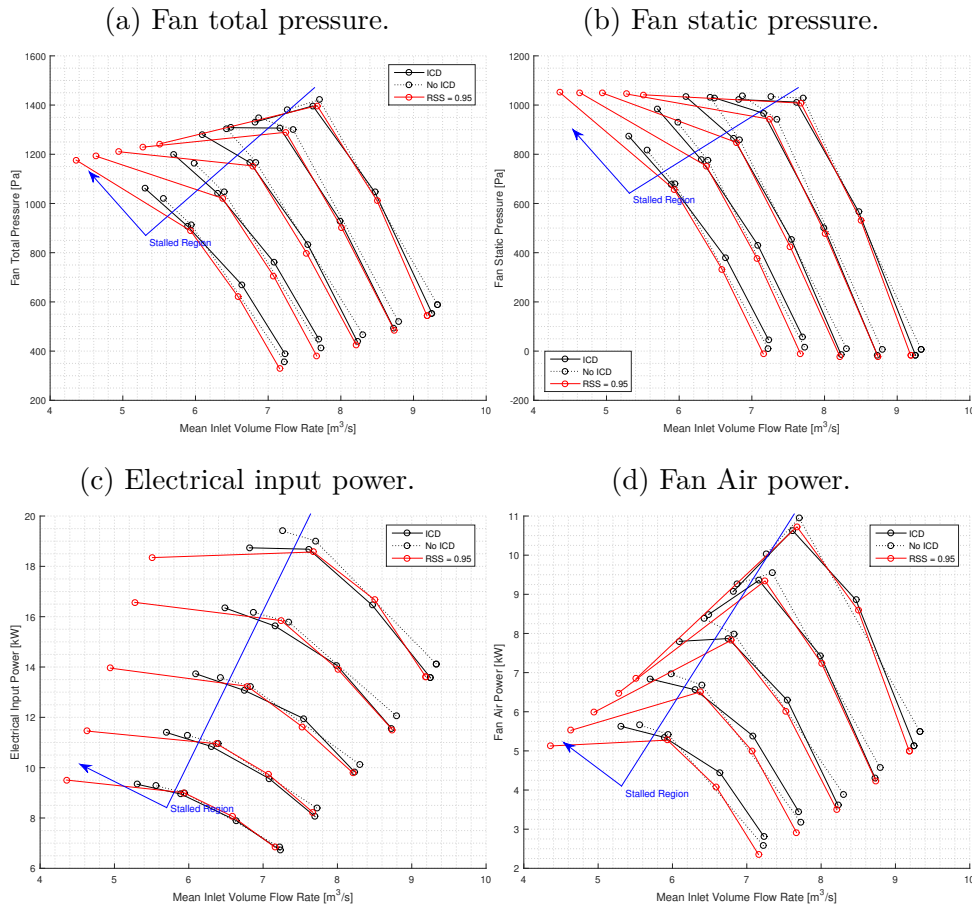 (a) Fan total pressure.
(b) Fan static pressure.
1600
1400
1200
1000
800
600
400
200
Fan Total Pressure [Pa]
ICD
No ICD
RSS = 0.95
Stalled Region
4 5 6 7 8 9 10
Mean Inlet Volume Flow Rate [m³/s]
1200
1000
800
600
400
200
0
-200
Fan Static Pressure [Pa]
Stalled Region
ICD
No ICD
RSS = 0.95
4 5 6 7 8 9 10
Mean Inlet Volume Flow Rate [m³/s]
(c) Electrical input power.
(d) Fan Air power.
20
18
16
14
12
10
8
6
Electrical Input Power [kW]
ICD
No ICD
RSS = 0.95
Stalled Region
4 5 6 7 8 9 10
Mean Inlet Volume Flow Rate [m³/s]
11
10
9
8
7
6
5
4
3
2
Fan Air Power [kW]
ICD
No ICD
RSS = 0.95
Stalled Region
4 5 6 7 8 9 10
Mean Inlet Volume Flow Rate [m³/s]